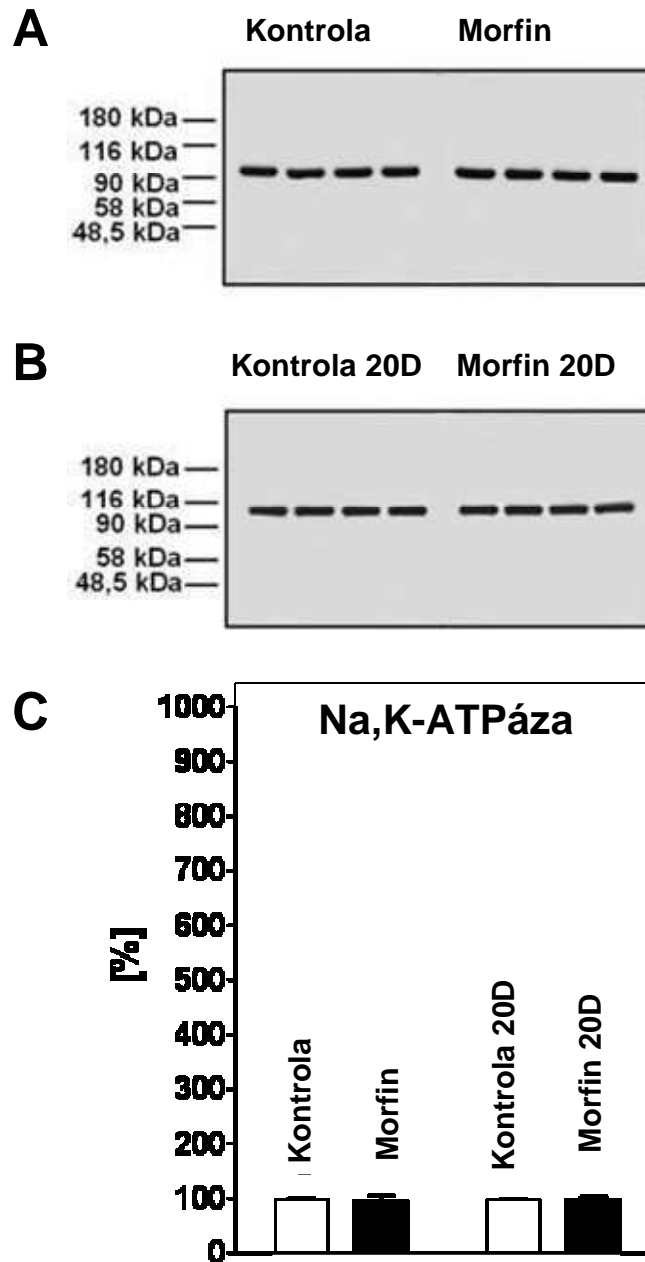 A
Kontrola Morfin
180 kDa
116 kDa
90 kDa
58 kDa
48,5 kDa
B
Kontrola 20D Morfin 20D
180 kDa
116 kDa
90 kDa
58 kDa
48,5 kDa
C
Na,K-ATPáza
1000
900
800
700
600
500
400
300
200
100
0
[%]
Kontrola
Morfin
Kontrola 20D
Morfin 20D